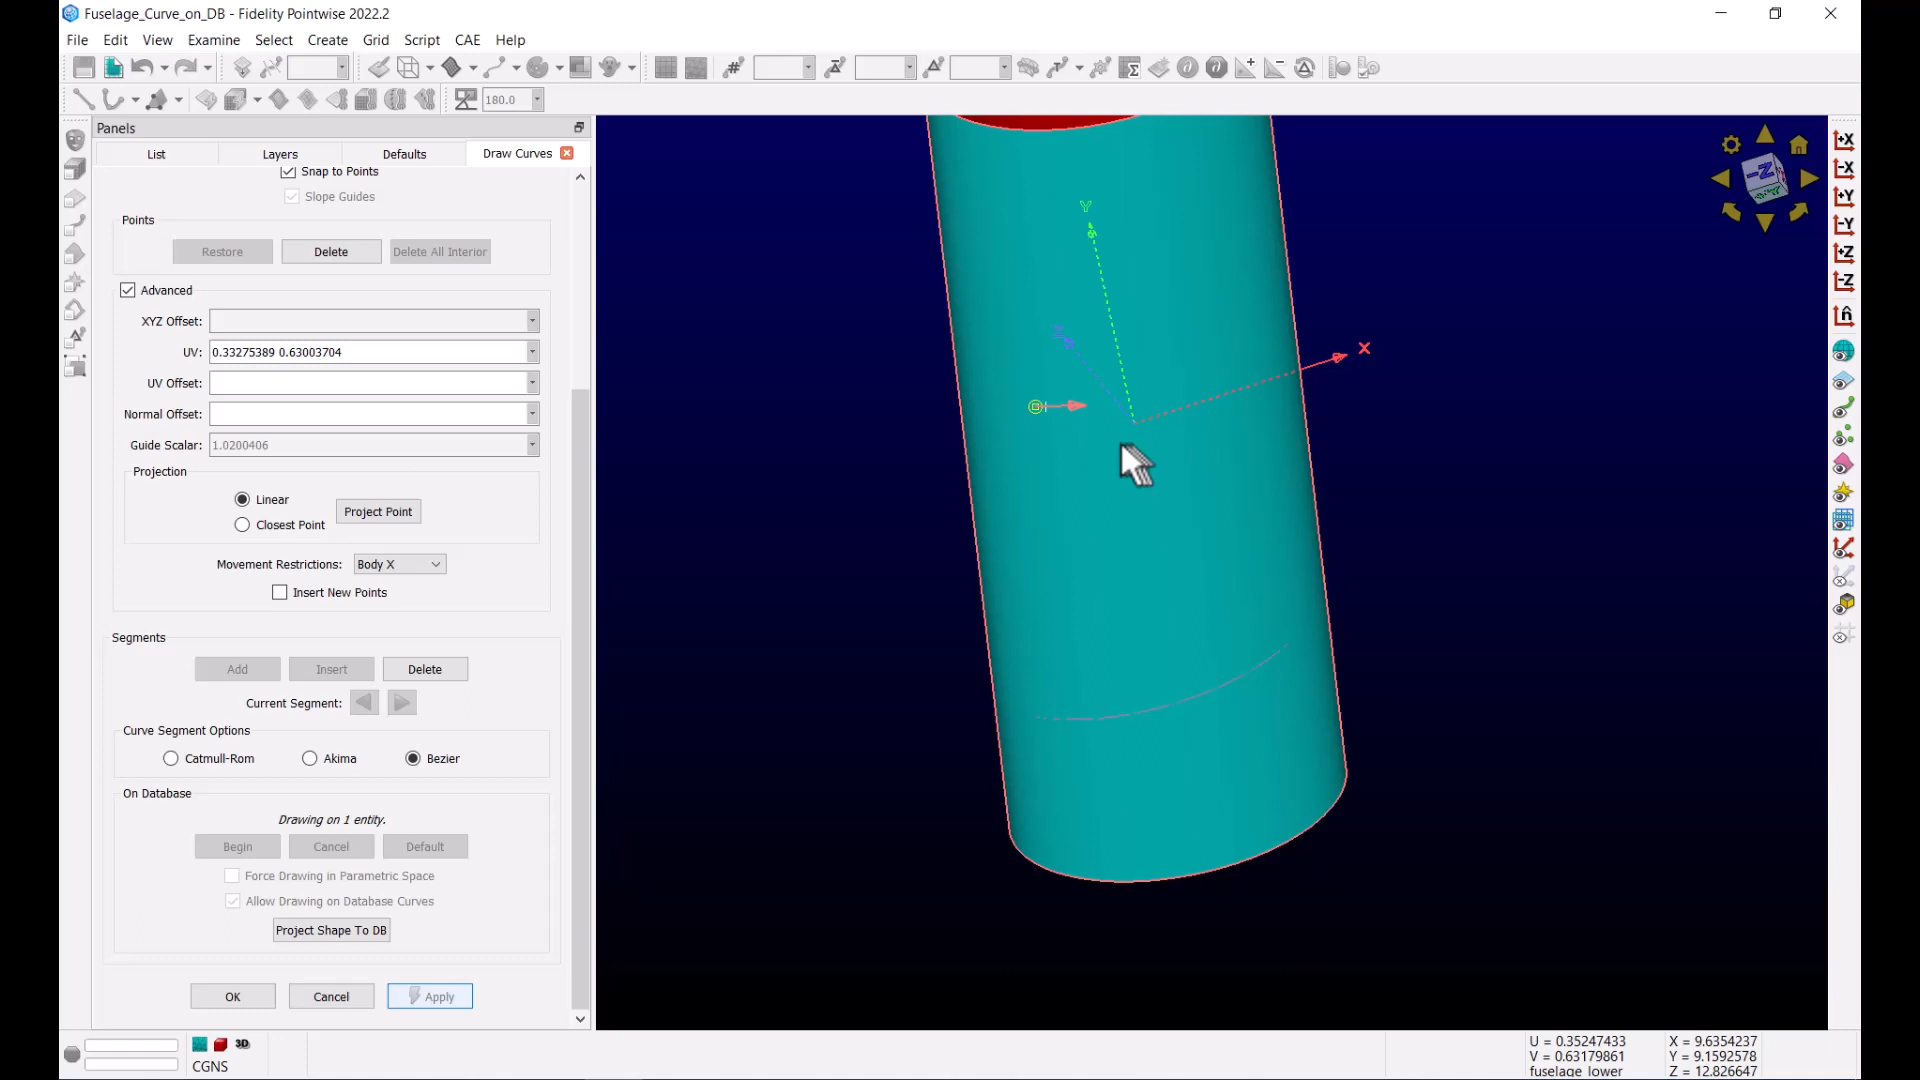 Fuselage_Curve_on_DB - Fidelity Pointwise 2022.2
File Edit View Examine Select Create Grid Script CAE Help
180.0
Panels
List Layers Defaults Draw Curves
Snap to Points
Slope Guides
Points
Restore Delete Delete All Interior
Advanced
XYZ Offset:
UV: 0.33275389 0.63003704
UV Offset:
Normal Offset:
Guide Scalar: 1.0200406
Projection
Linear
Project Point
Closest Point
Movement Restrictions: Body X
Insert New Points
Segments
Add Insert Delete
Current Segment:
Curve Segment Options
Catmull-Rom Akima Bezier
On Database
Drawing on 1 entity.
Begin Cancel Default
Force Drawing in Parametric Space
Allow Drawing on Database Curves
Project Shape To DB
OK Cancel Apply
Y
Z
X
-Z
-Y
+X
-X
+Y
-Y
+Z
-Z
n̂
3D
CGNS
U = 0.35247433 X = 9.6354237
V = 0.63179861 Y = 9.1592578
fuselage lower Z = 12.826647